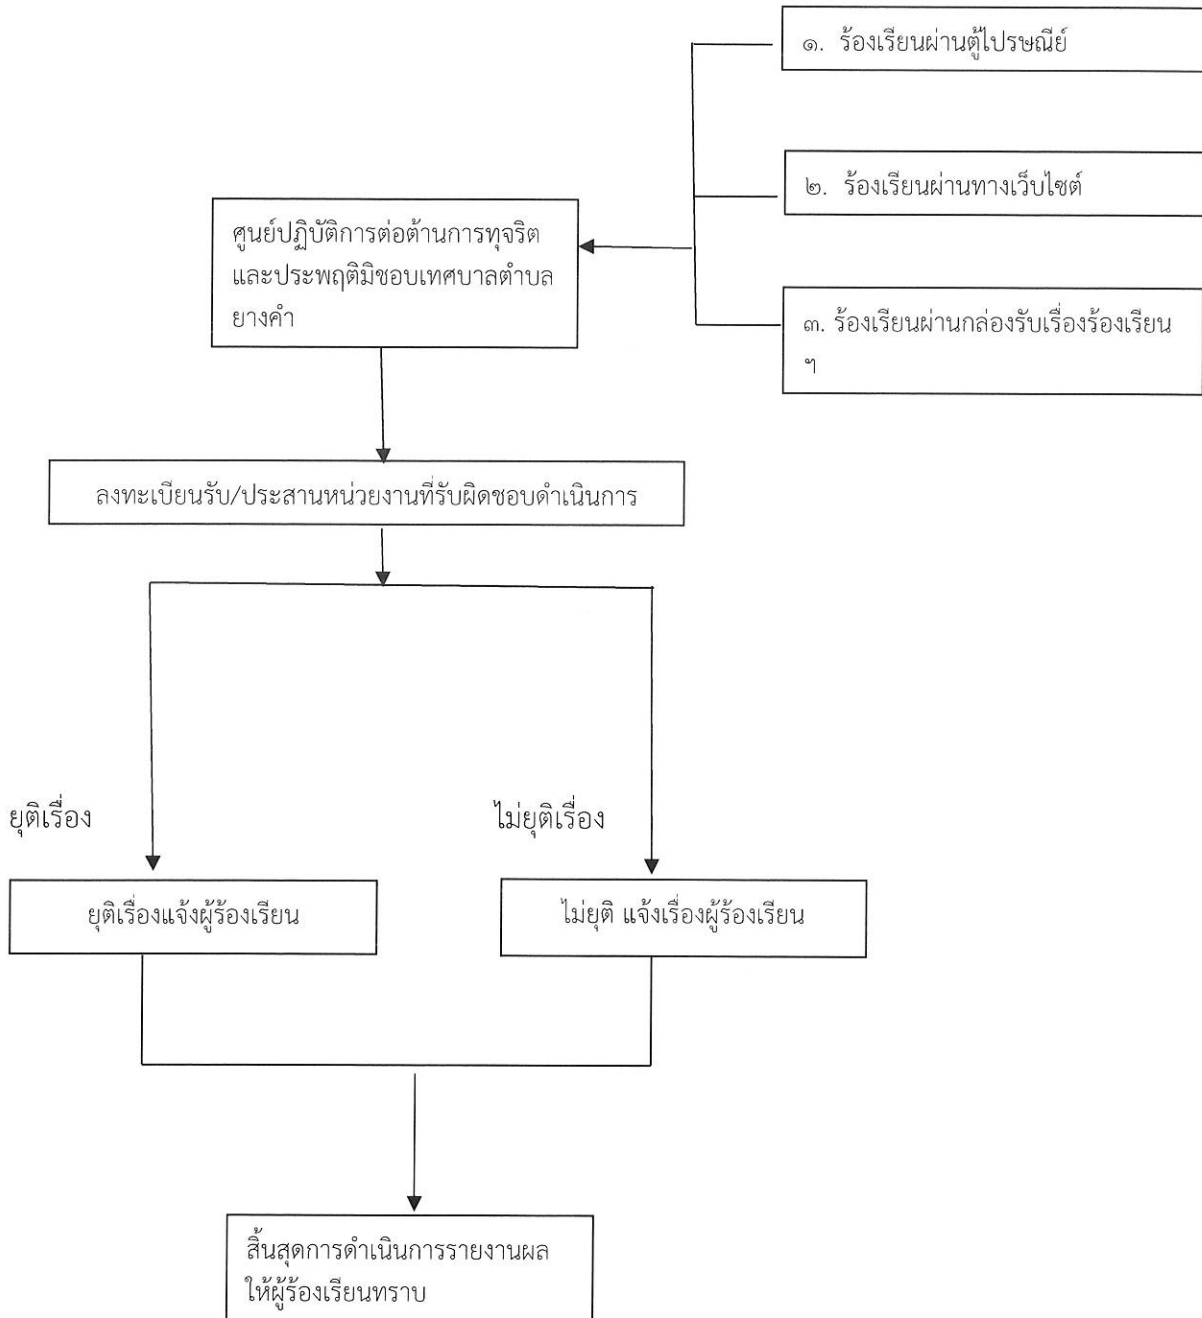 ๑. ร้องเรียนผ่านตู้ไปรษณีย์
๒. ร้องเรียนผ่านทางเว็บไซต์
๓. ร้องเรียนผ่านกล่องรับเรื่องร้องเรียน
ฯ
ศูนย์ปฏิบัติการต่อต้านการทุจริต
และประพฤติมิชอบเทศบาลตำบล
ยางคำ
ลงทะเบียนรับ/ประสานหน่วยงานที่รับผิดชอบดำเนินการ
ยุติเรื่อง
ไม่ยุติเรื่อง
ยุติเรื่องแจ้งผู้ร้องเรียน
ไม่ยุติ แจ้งเรื่องผู้ร้องเรียน
สิ้นสุดการดำเนินการรายงานผล
ให้ผู้ร้องเรียนทราบ